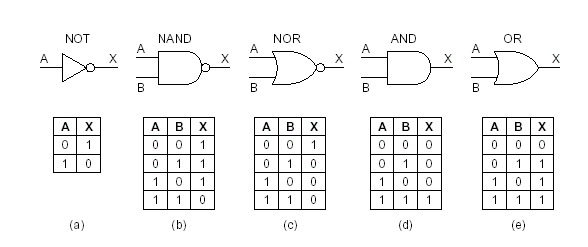 NOT NAND NOR AND OR
A X A X A X A X A X
B B B B
A X A B X A B X A B X A B X
0 1 0 0 1 0 0 1 0 0 0 0 0 0
1 0 0 1 1 0 1 0 0 1 0 0 1 1
1 0 1 1 0 0 1 0 0 1 0 1
1 1 0 1 1 0 1 1 1 1 1 1
(a) (b) (c) (d) (e)